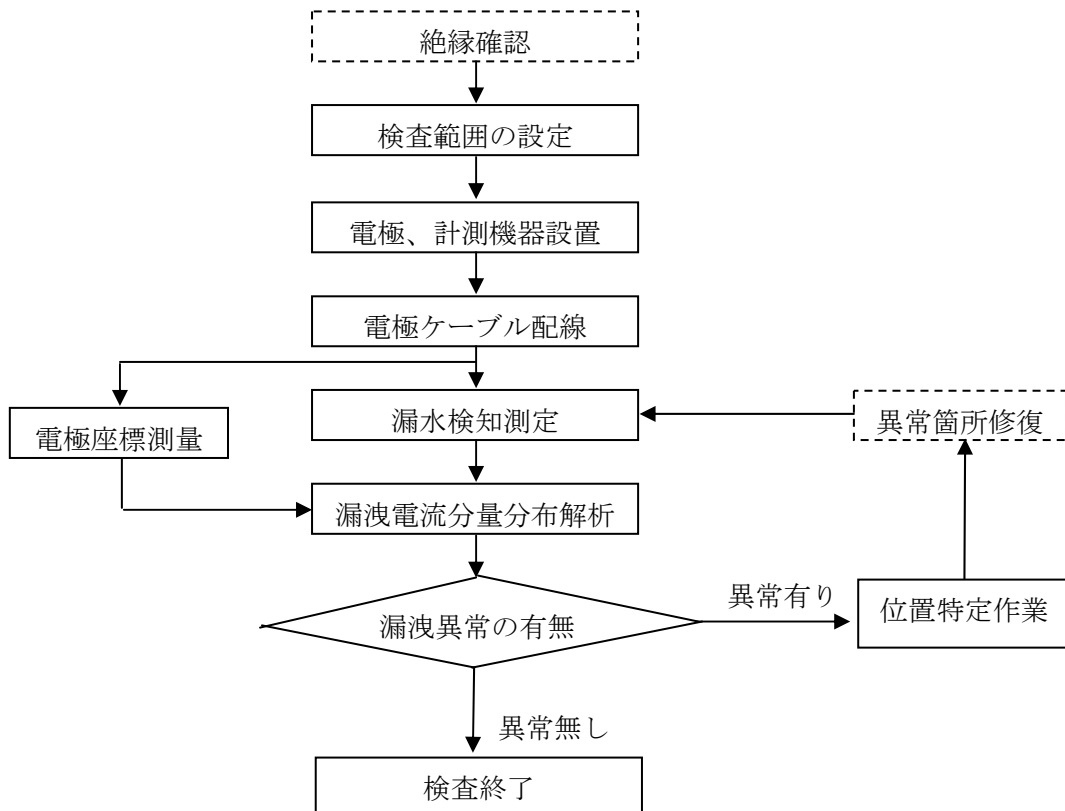 絶縁確認
検査範囲の設定
電極、計測機器設置
電極ケーブル配線
漏水検知測定
異常箇所修復
電極座標測量
漏洩電流分量分布解析
異常有り
位置特定作業
漏洩異常の有無
異常無し
検査終了